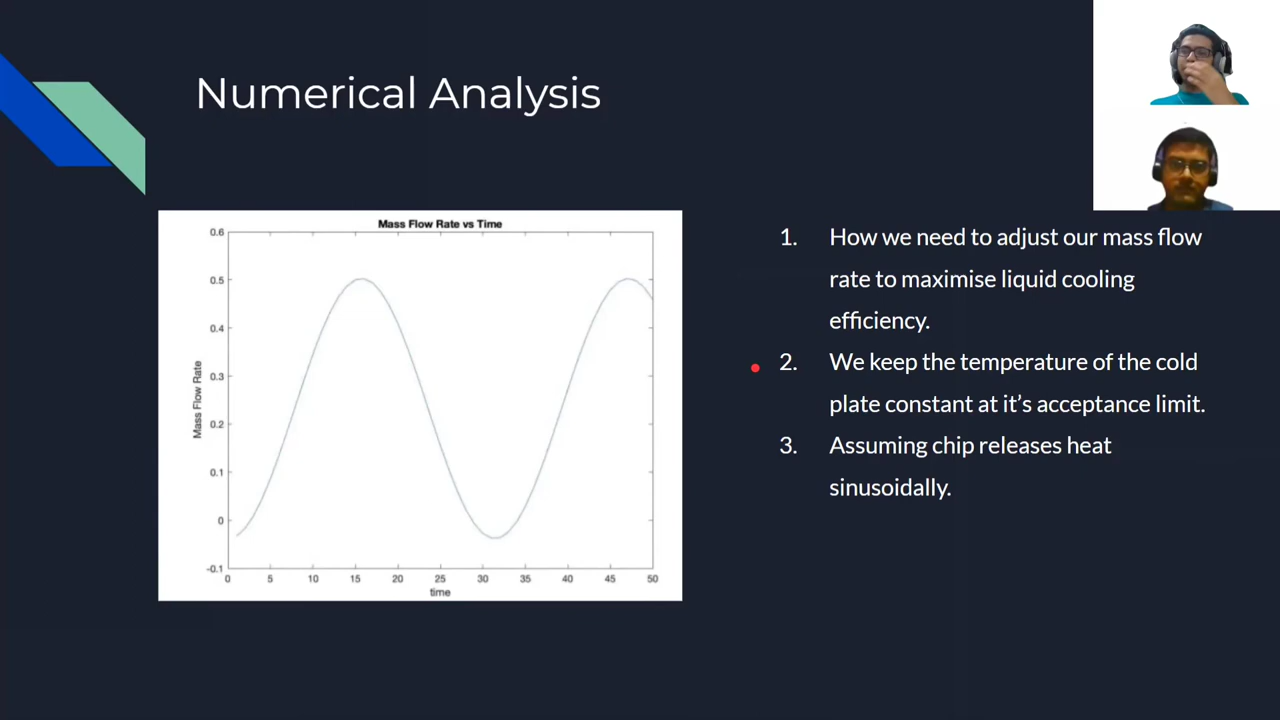 Numerical Analysis
Mass Flow Rate vs Time
0.6
0.5
0.4
0.3
0.2
0.1
0
-0.1
Mass Flow Rate
0 5 10 15 20 25 30 35 40 45 50
time
1. How we need to adjust our mass flow
rate to maximise liquid cooling
efficiency.
2. We keep the temperature of the cold
plate constant at it’s acceptance limit.
3. Assuming chip releases heat
sinusoidally.